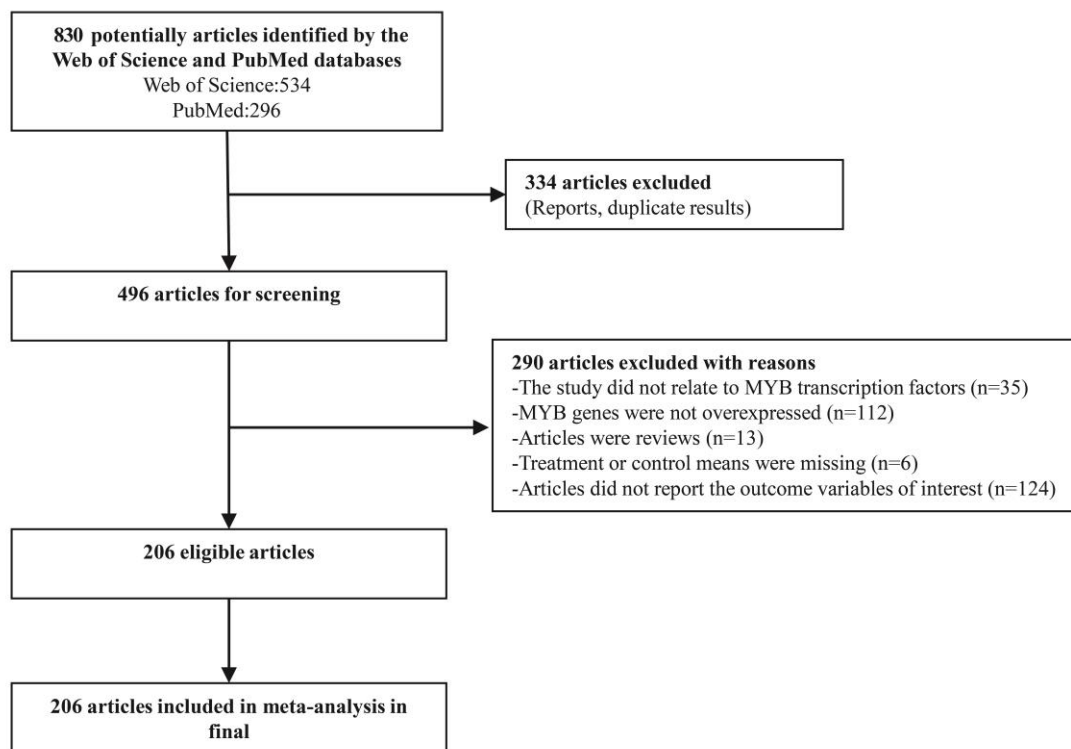 830 potentially articles identified by the
Web of Science and PubMed databases
Web of Science:534
PubMed:296
334 articles excluded
(Reports, duplicate results)
496 articles for screening
290 articles excluded with reasons
-The study did not relate to MYB transcription factors (n=35)
-MYB genes were not overexpressed (n=112)
-Articles were reviews (n=13)
-Treatment or control means were missing (n=6)
-Articles did not report the outcome variables of interest (n=124)
206 eligible articles
206 articles included in meta-analysis in
final